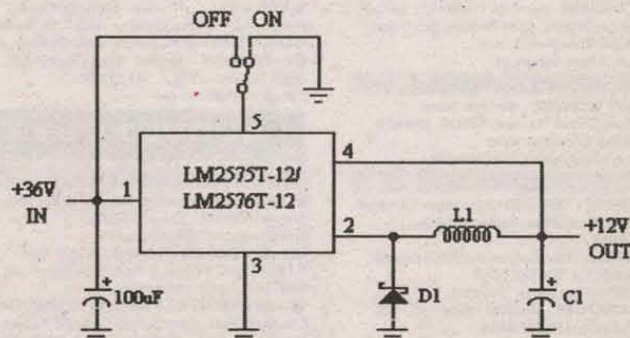 OFF ON
5
LM2575T-12/
LM2576T-12
4
+36V
IN
1
2
L1
+12V
OUT
3
+
100uF
D1
+
C1